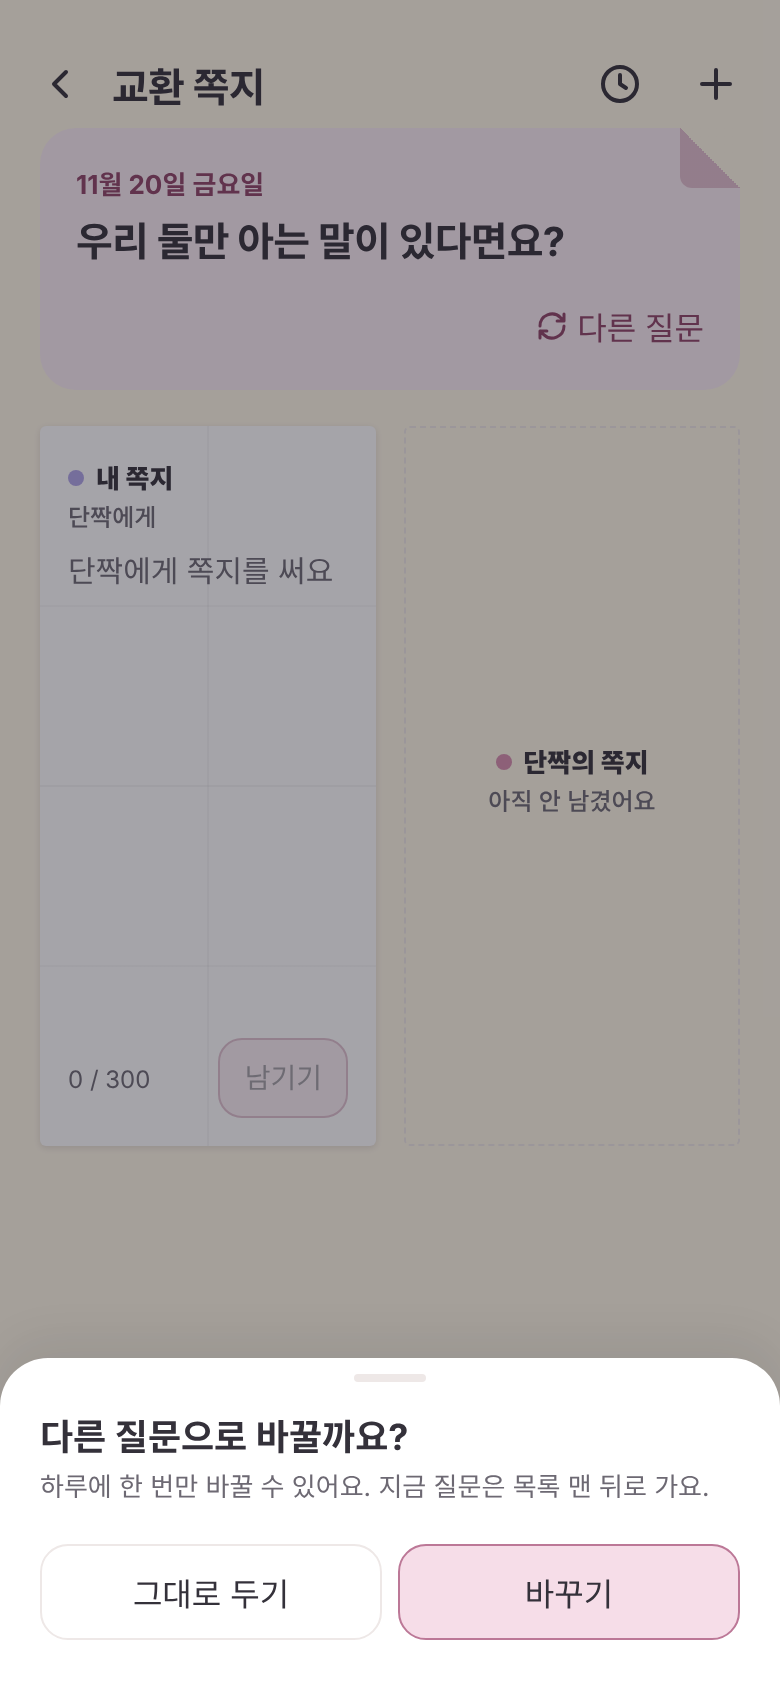 교환 쪽지
11월 20일 금요일
우리 둘만 아는 말이 있다면요?
다른 질문
내 쪽지
단짝에게
단짝에게 쪽지를 써요
0 / 300
남기기
단짝의 쪽지
아직 안 남겼어요
다른 질문으로 바꿀까요?
하루에 한 번만 바꿀 수 있어요. 지금 질문은 목록 맨 뒤로 가요.
그대로 두기
바꾸기